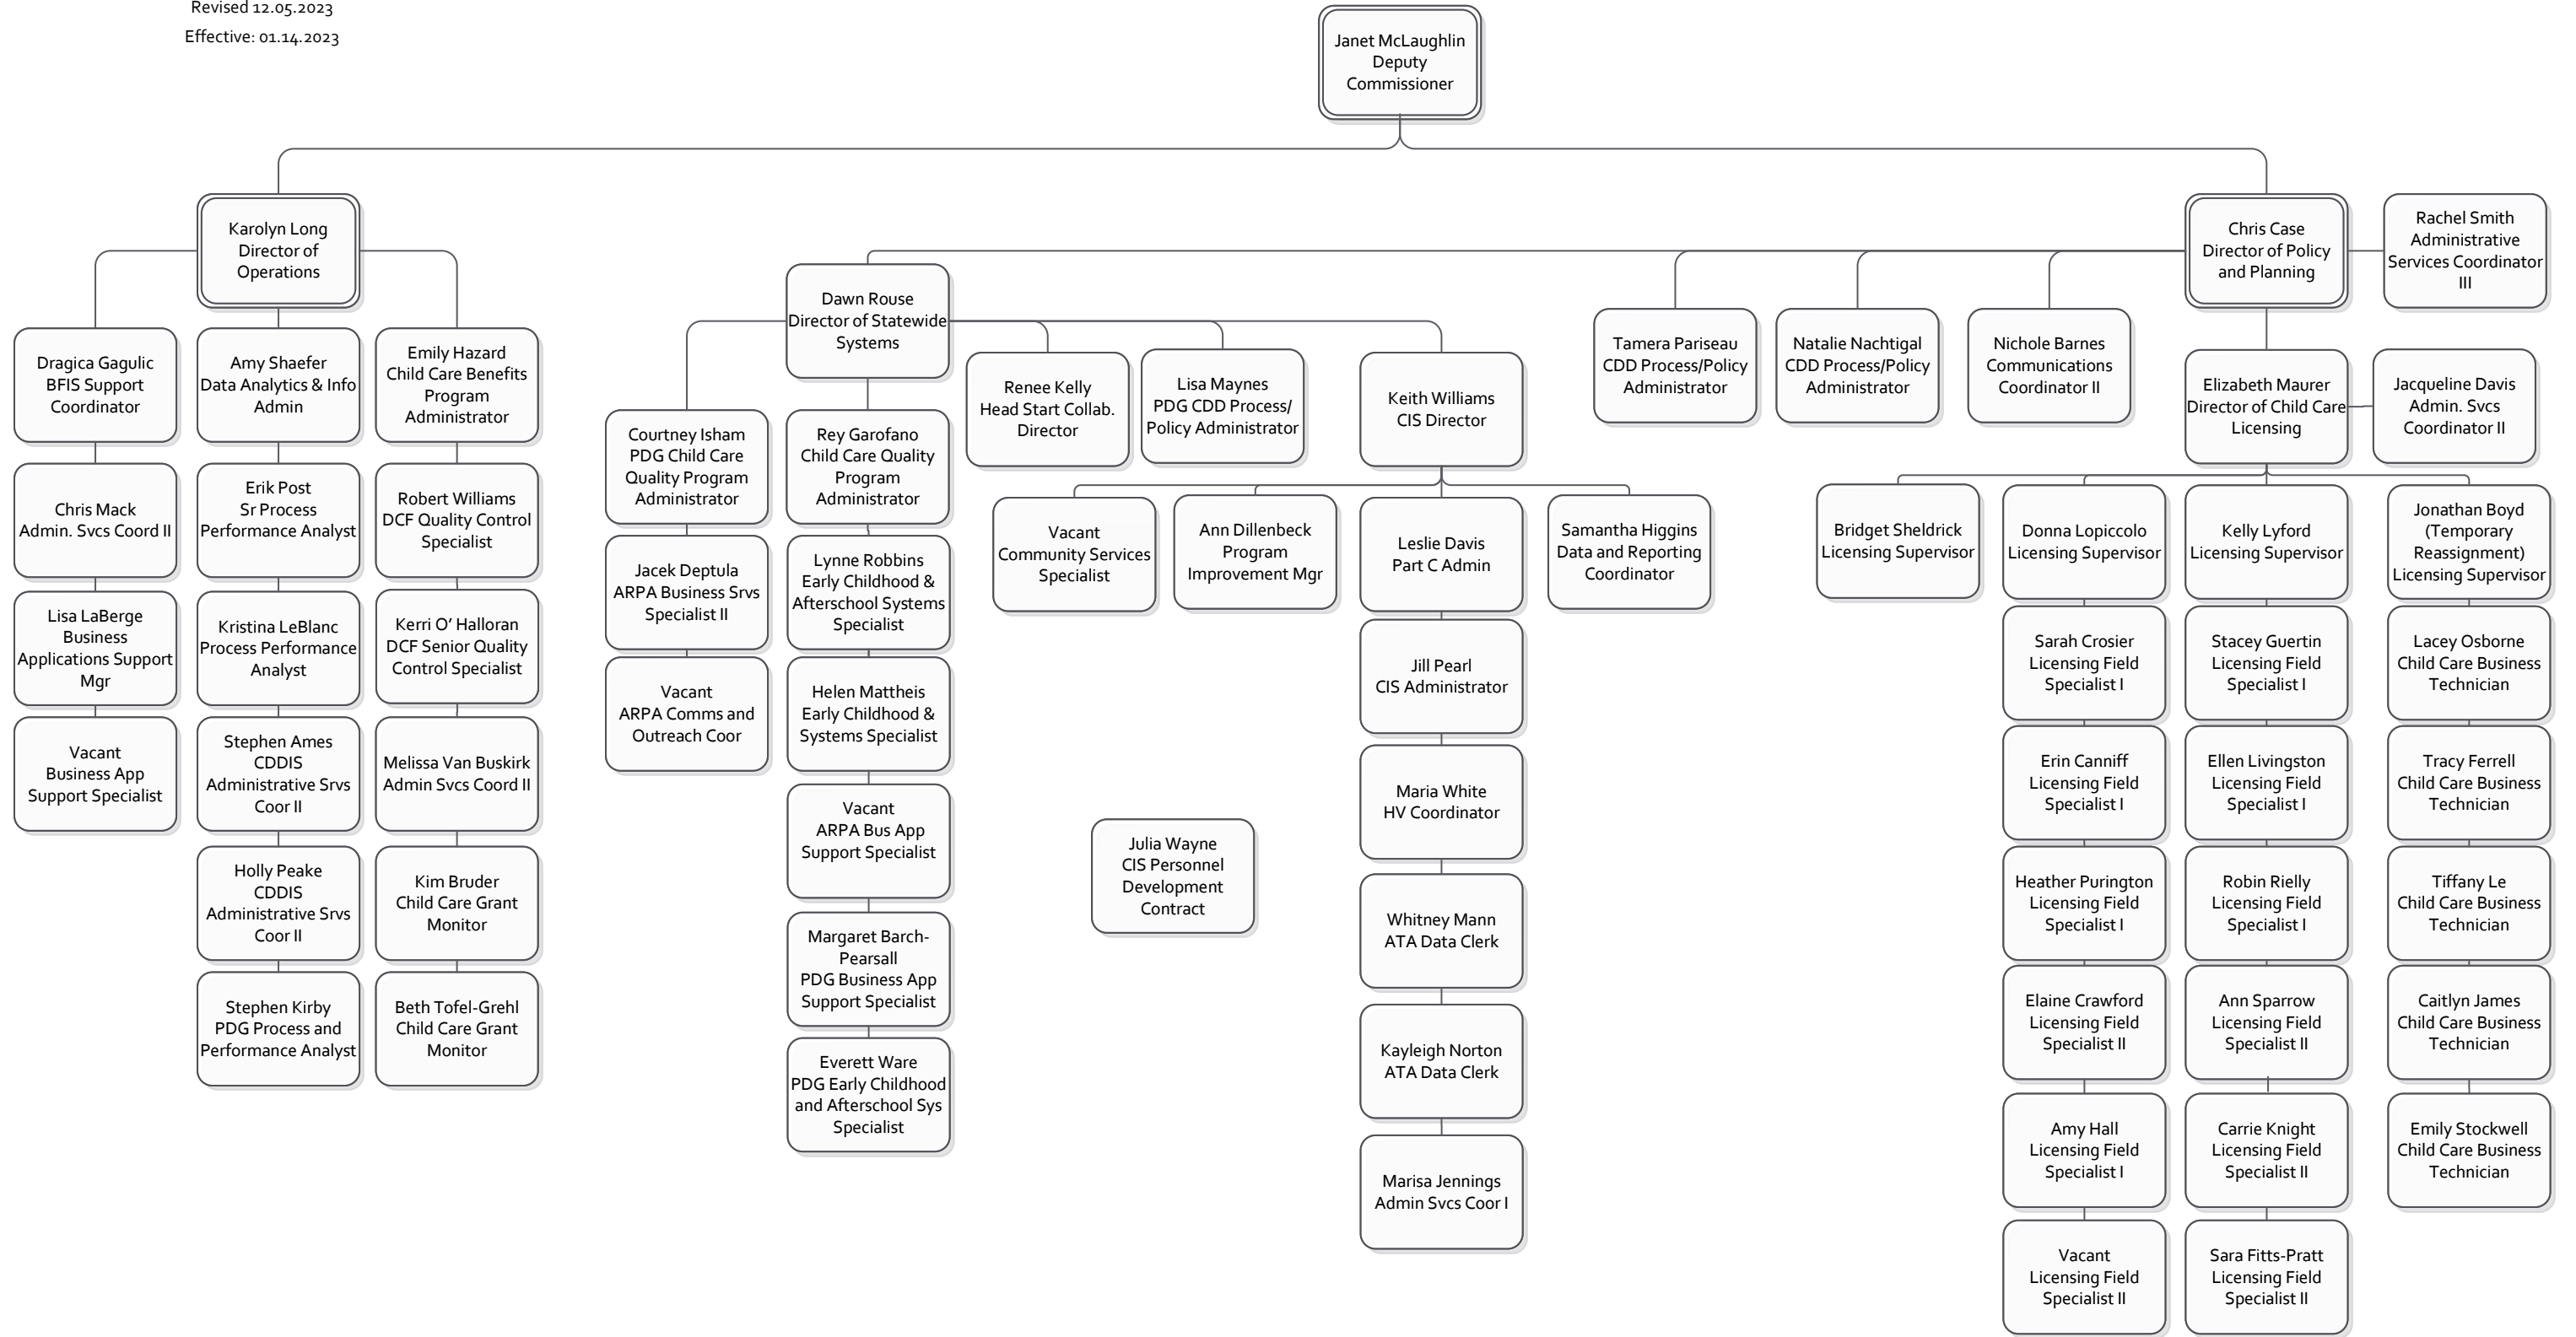 Revised 12.05.2023
Effective: 01.14.2023
Janet McLaughlin
Deputy
Commissioner
Karolyn Long
Director of
Operations
Chris Case
Director of Policy
and Planning
Rachel Smith
Administrative
Services Coordinator
III
Dragica Gagulic
BFIS Support
Coordinator
Chris Mack
Admin. Svcs Coord II
Lisa LaBerge
Business
Applications Support
Mgr
Vacant
Business App
Support Specialist
Amy Shaefer
Data Analytics & Info
Admin
Erik Post
Sr Process
Performance Analyst
Kristina LeBlanc
Process Performance
Analyst
Stephen Ames
CDDIS
Administrative Srvs
Coor II
Holly Peake
CDDIS
Administrative Srvs
Coor II
Stephen Kirby
PDG Process and
Performance Analyst
Emily Hazard
Child Care Benefits
Program
Administrator
Robert Williams
DCF Quality Control
Specialist
Kerri O’ Halloran
DCF Senior Quality
Control Specialist
Melissa Van Buskirk
Admin Svcs Coord II
Kim Bruder
Child Care Grant
Monitor
Beth Tofel-Grehl
Child Care Grant
Monitor
Dawn Rouse
Director of Statewide
Systems
Courtney Isham
PDG Child Care
Quality Program
Administrator
Jacek Deptula
ARPA Business Srvs
Specialist II
Vacant
ARPA Comms and
Outreach Coor
Rey Garofano
Child Care Quality
Program
Administrator
Lynne Robbins
Early Childhood &
Afterschool Systems
Specialist
Helen Mattheis
Early Childhood &
Systems Specialist
Vacant
ARPA Bus App
Support Specialist
Margaret Barch-
Pearsall
PDG Business App
Support Specialist
Everett Ware
PDG Early Childhood
and Afterschool Sys
Specialist
Renee Kelly
Head Start Collab.
Director
Lisa Maynes
PDG CDD Process/
Policy Administrator
Keith Williams
CIS Director
Vacant
Community Services
Specialist
Ann Dillenbeck
Program
Improvement Mgr
Leslie Davis
Part C Admin
Samantha Higgins
Data and Reporting
Coordinator
Jill Pearl
CIS Administrator
Maria White
HV Coordinator
Whitney Mann
ATA Data Clerk
Kayleigh Norton
ATA Data Clerk
Marisa Jennings
Admin Svcs Coor I
Julia Wayne
CIS Personnel
Development
Contract
Tamera Pariseau
CDD Process/Policy
Administrator
Natalie Nachtigal
CDD Process/Policy
Administrator
Nichole Barnes
Communications
Coordinator II
Elizabeth Maurer
Director of Child Care
Licensing
Jacqueline Davis
Admin. Svcs
Coordinator II
Bridget Sheldrick
Licensing Supervisor
Donna Lopiccolo
Licensing Supervisor
Sarah Crosier
Licensing Field
Specialist I
Erin Canniff
Licensing Field
Specialist I
Heather Purington
Licensing Field
Specialist I
Elaine Crawford
Licensing Field
Specialist II
Amy Hall
Licensing Field
Specialist I
Vacant
Licensing Field
Specialist II
Kelly Lyford
Licensing Supervisor
Stacey Guertin
Licensing Field
Specialist I
Ellen Livingston
Licensing Field
Specialist I
Robin Rielly
Licensing Field
Specialist I
Ann Sparrow
Licensing Field
Specialist II
Carrie Knight
Licensing Field
Specialist II
Sara Fitts-Pratt
Licensing Field
Specialist II
Jonathan Boyd
(Temporary
Reassignment)
Licensing Supervisor
Lacey Osborne
Child Care Business
Technician
Tracy Ferrell
Child Care Business
Technician
Tiffany Le
Child Care Business
Technician
Caitlyn James
Child Care Business
Technician
Emily Stockwell
Child Care Business
Technician